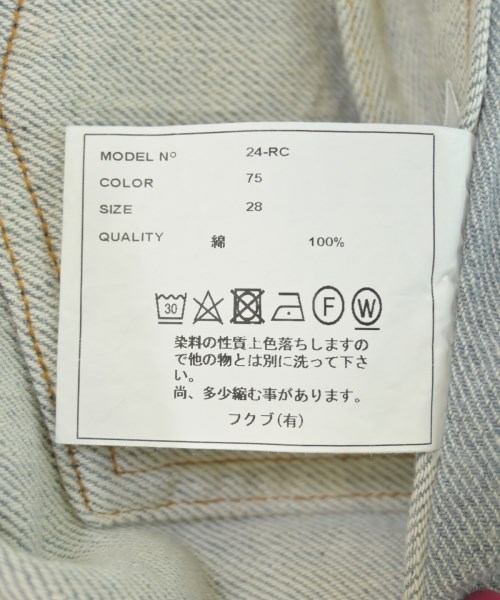 MODEL Nº 24-RC
COLOR 75
SIZE 28
QUALITY 綿 100%
30 F W
染料の性質上色落ちしますの
で他の物とは別に洗って下さ
い。
尚、多少縮む事があります。
フクブ(有)